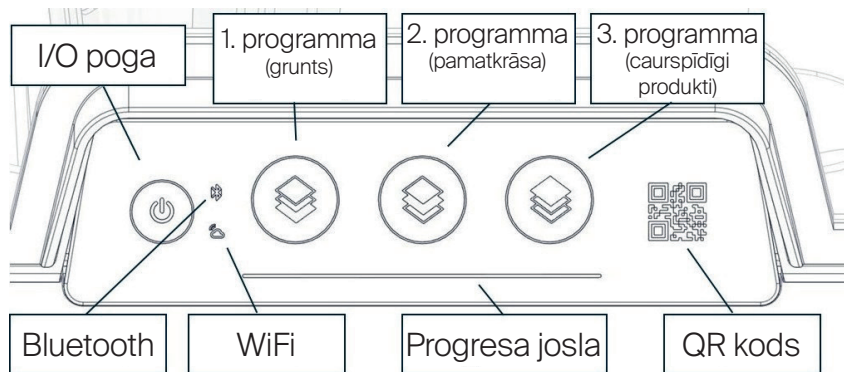 I/O poga
1. programma
(grunts)
2. programma
(pamatkrāsa)
3. programma
(caurspīdīgi
produkti)
Bluetooth
WiFi
Progresa josla
QR kods